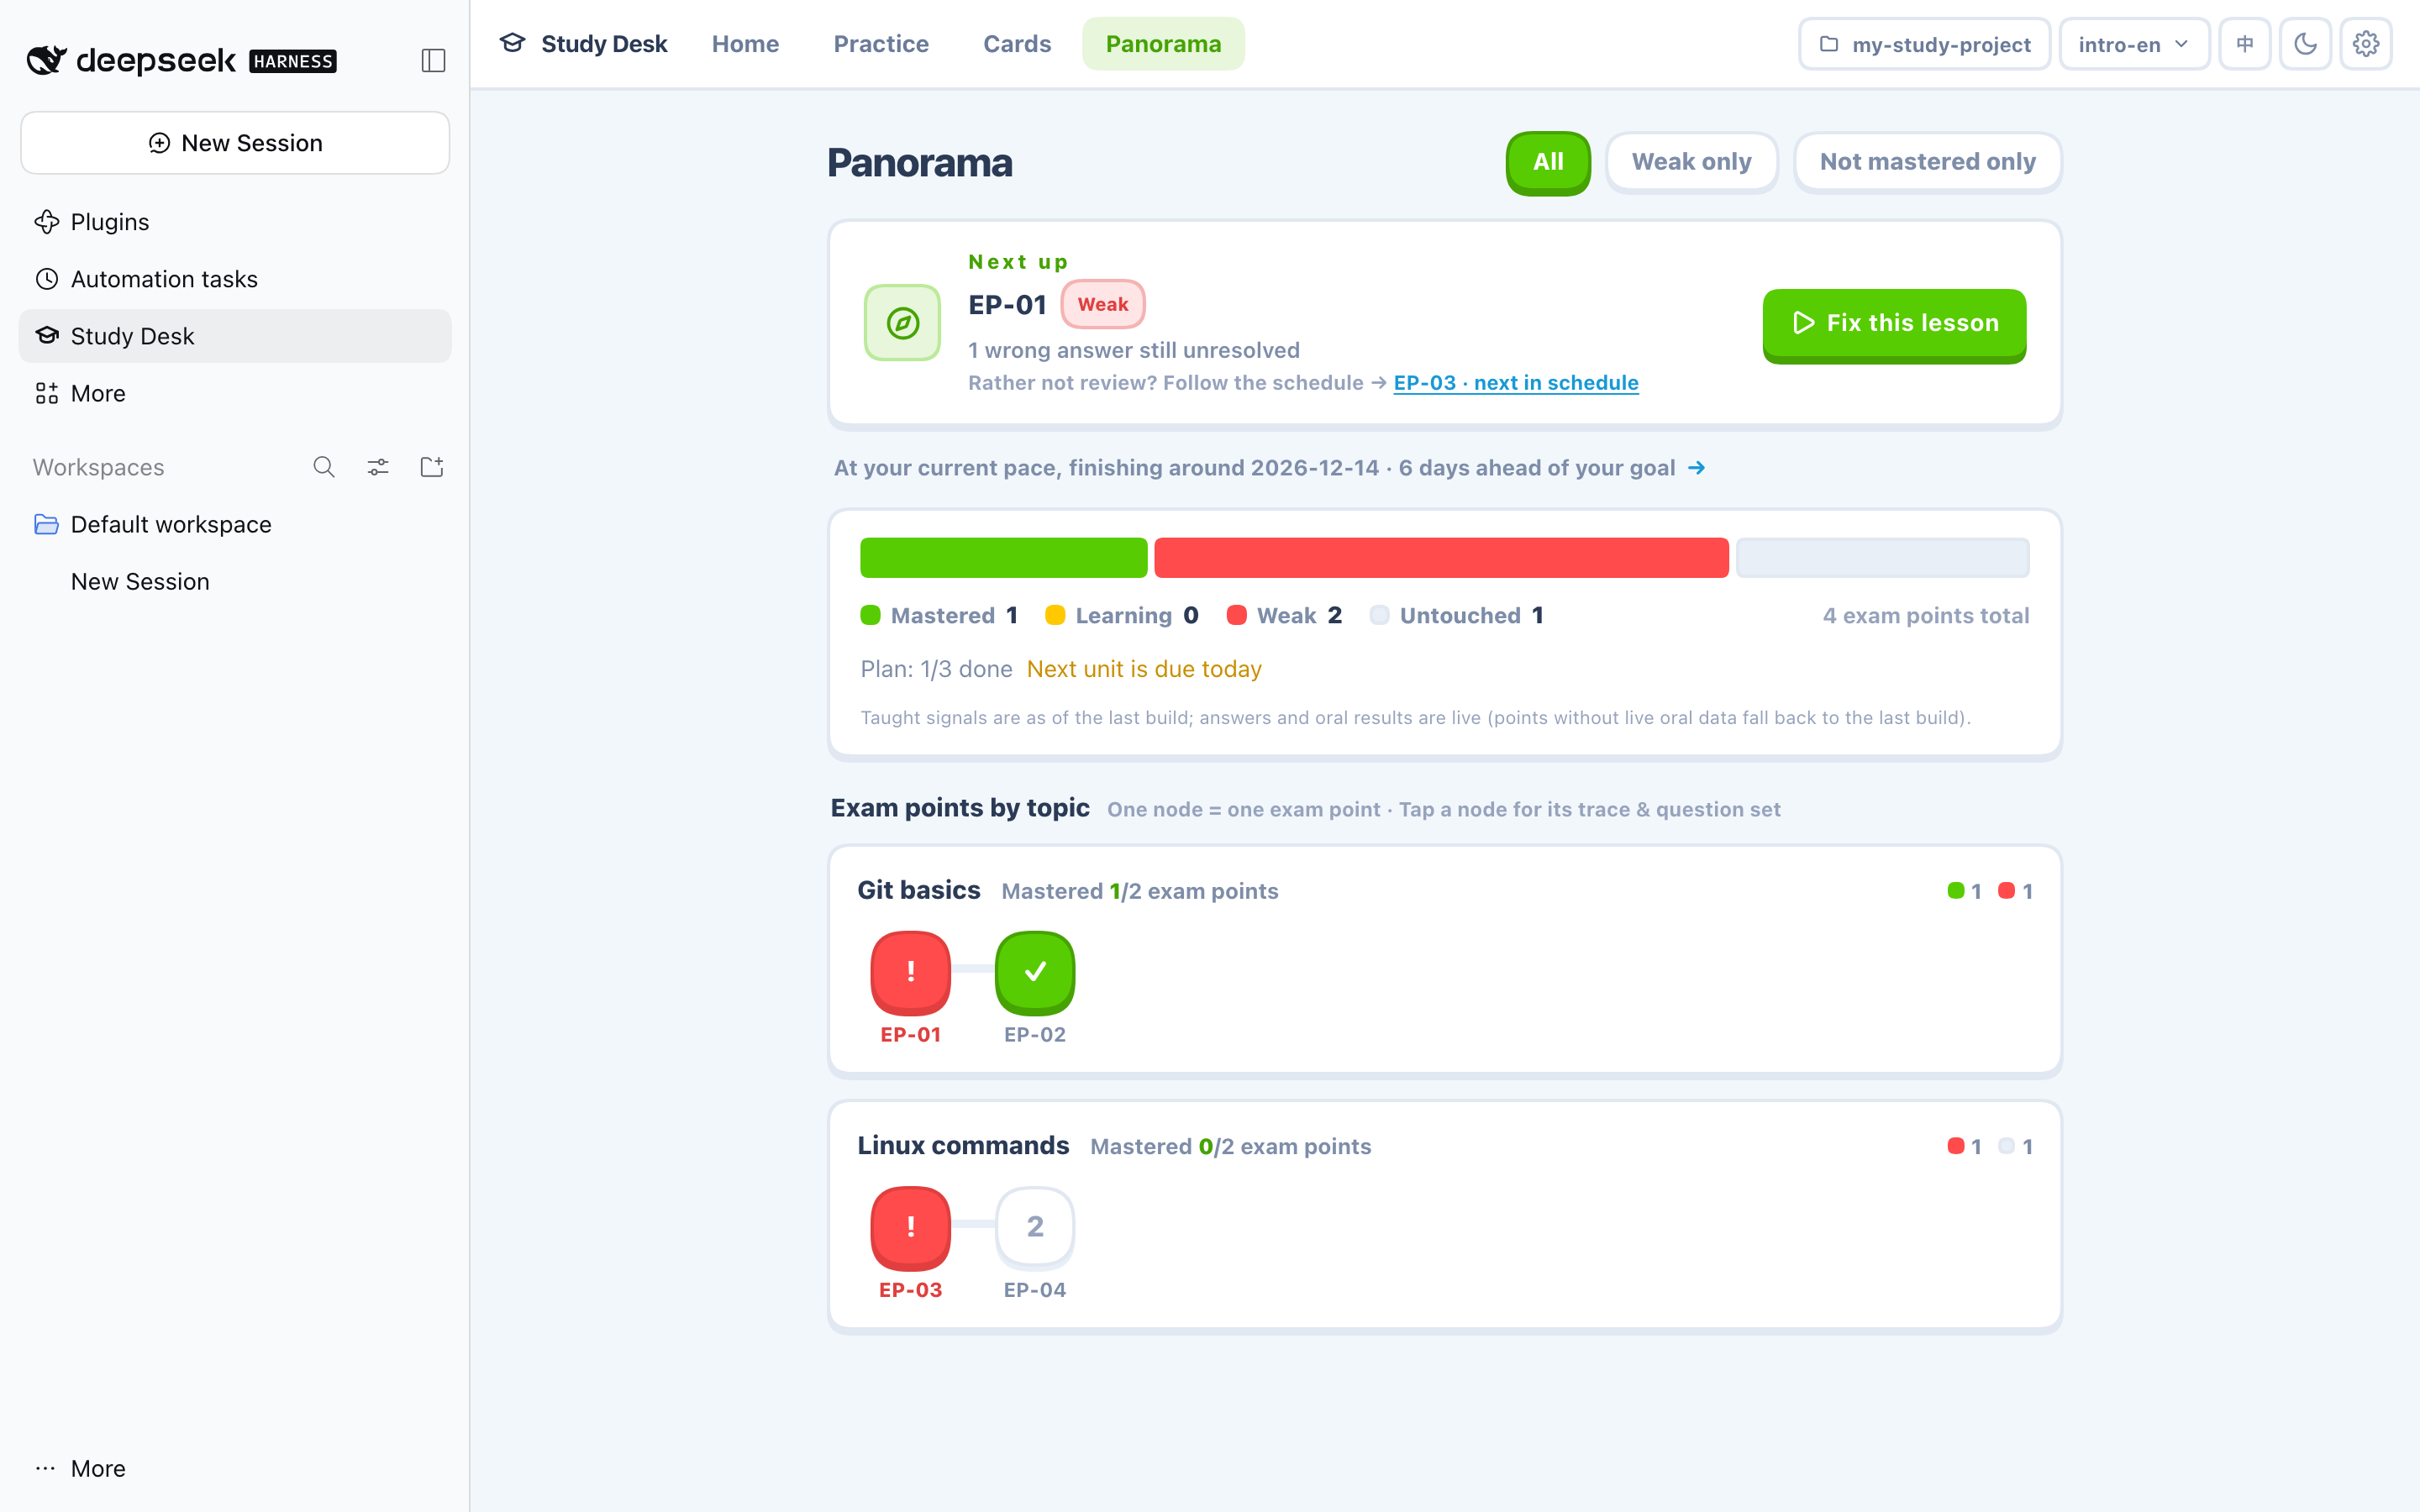 deepseek HARNESS
New Session
Plugins
Automation tasks
Study Desk
More
Workspaces
Default workspace
New Session
More
Study Desk Home Practice Cards Panorama
my-study-project intro-en 中
Panorama
All Weak only Not mastered only
Next up
EP-01 Weak
1 wrong answer still unresolved
Rather not review? Follow the schedule → EP-03 · next in schedule
Fix this lesson
At your current pace, finishing around 2026-12-14 · 6 days ahead of your goal →
Mastered 1 Learning 0 Weak 2 Untouched 1 4 exam points total
Plan: 1/3 done Next unit is due today
Taught signals are as of the last build; answers and oral results are live (points without live oral data fall back to the last build).
Exam points by topic One node = one exam point · Tap a node for its trace & question set
Git basics Mastered 1/2 exam points 1 1
!
EP-01 EP-02
Linux commands Mastered 0/2 exam points 1 1
! 2
EP-03 EP-04